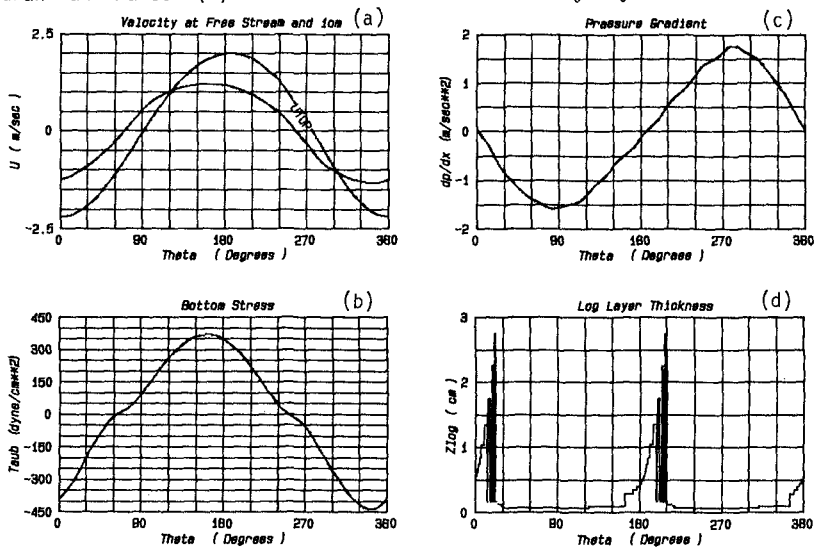 Velocity at Free Stream and 1cm (a)
U ( m/sec )
2.5
0
-2.5
UTOP
0 90 180 270 360
Theta ( Degrees )
Pressure Gradient (c)
dp/dx (m/sec**2)
2
1
0
-1
-2
0 90 180 270 360
Theta ( Degrees )
Bottom Stress (b)
Taub (dyne/cm**2)
450
300
150
0
-150
-300
-450
0 90 180 270 360
Theta ( Degrees )
Log Layer Thickness (d)
Zlog ( cm )
3
2
1
0
0 90 180 270 360
Theta ( Degrees )